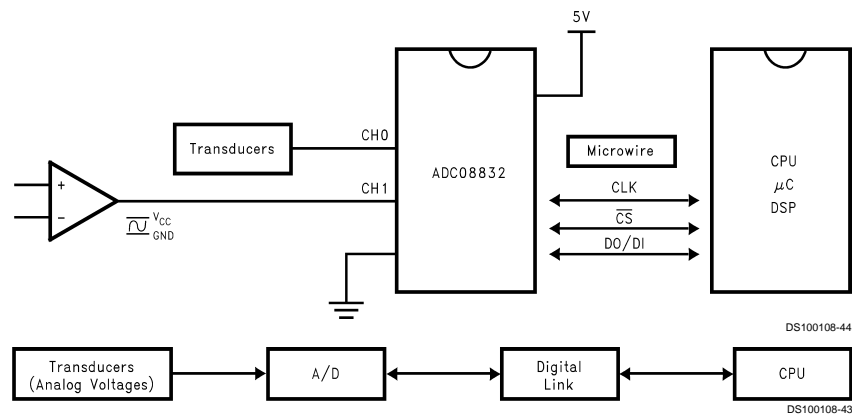 5V
CH0
Transducers
ADC08832
Microwire
CPU
μC
DSP
CH1
CLK
+
−
VCC
GND
CS
DO/DI
DS100108-44
Transducers
(Analog Voltages)
A/D
Digital
Link
CPU
DS100108-43